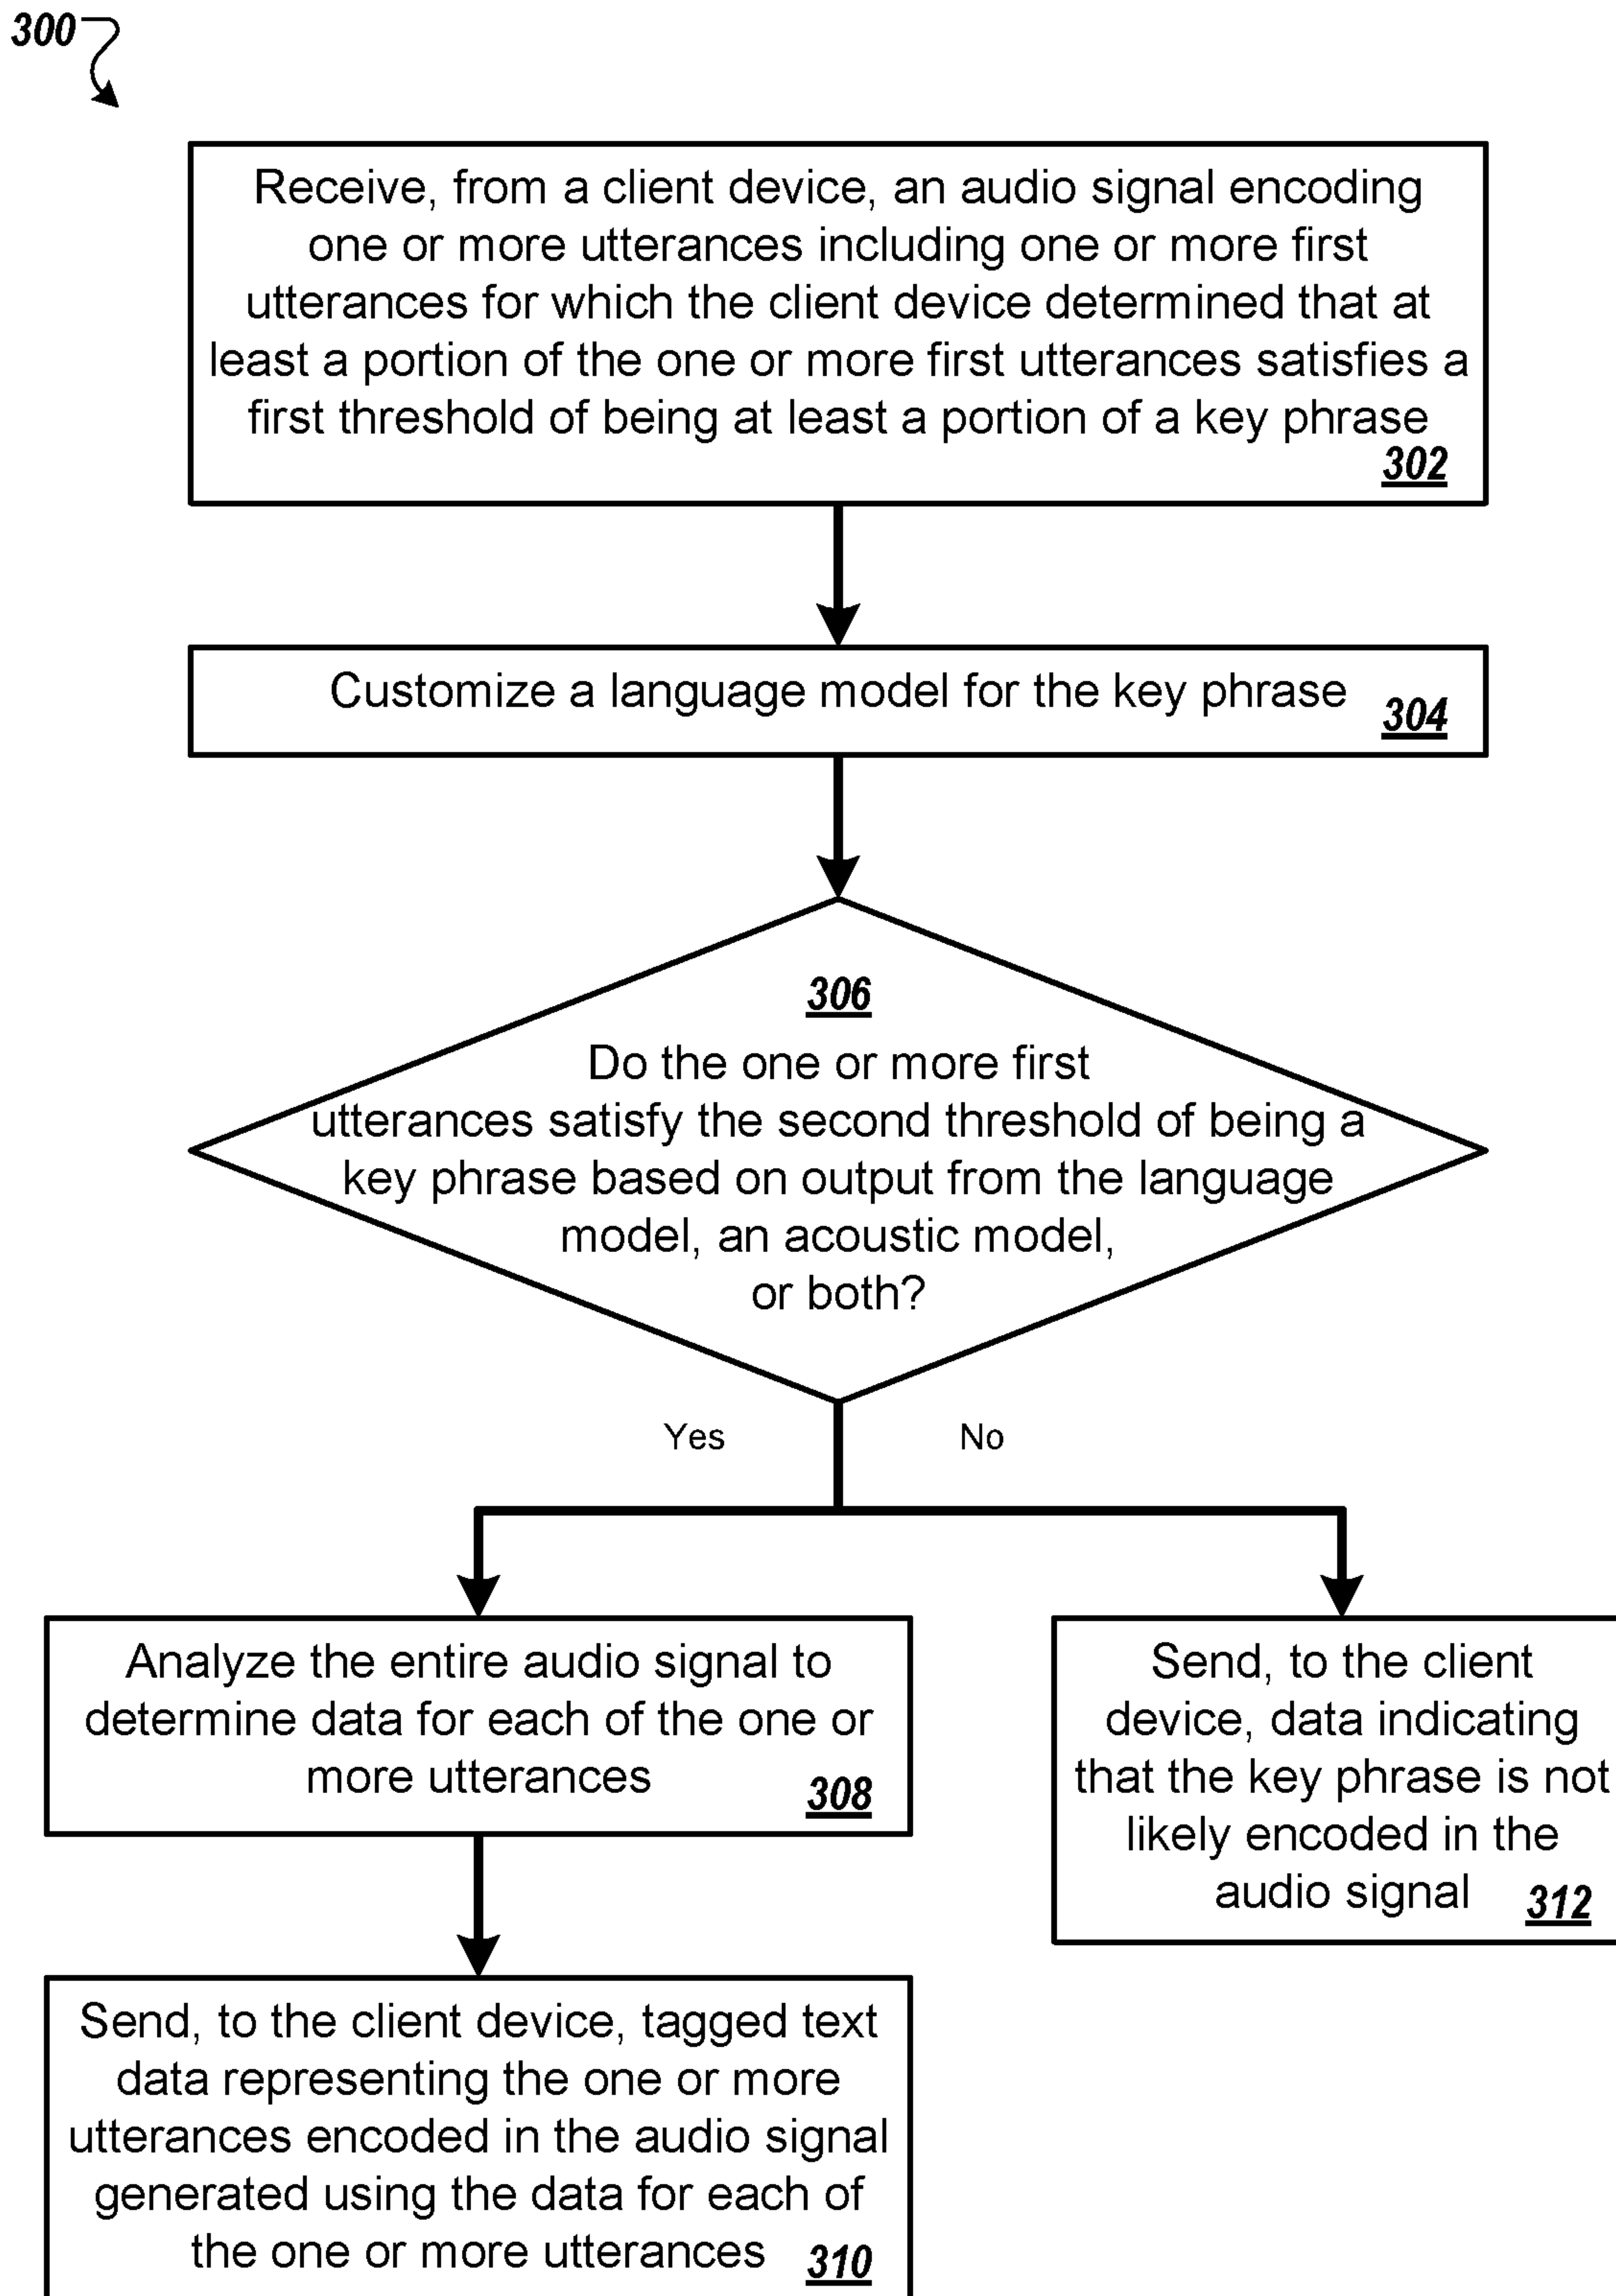 300
Receive, from a client device, an audio signal encoding
one or more utterances including one or more first
utterances for which the client device determined that at
least a portion of the one or more first utterances satisfies a
first threshold of being at least a portion of a key phrase
302
Customize a language model for the key phrase 304
306
Do the one or more first
utterances satisfy the second threshold of being a
key phrase based on output from the language
model, an acoustic model,
or both?
Yes No
Analyze the entire audio signal to
determine data for each of the one or
more utterances 308
Send, to the client
device, data indicating
that the key phrase is not
likely encoded in the
audio signal 312
Send, to the client device, tagged text
data representing the one or more
utterances encoded in the audio signal
generated using the data for each of
the one or more utterances 310